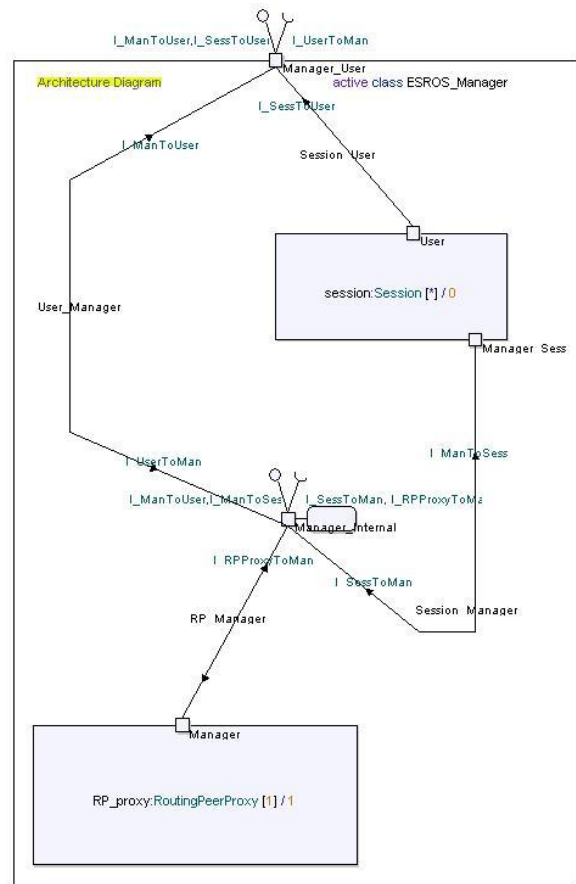 I_ManToUser,I_SessToUser I_UserToMan
Manager_User
Architecture Diagram active class ESROS_Manager
I_SessToUser
I_ManToUser
Session_User
User
session:Session [*] / 0
User_Manager
Manager_Sess
I_ManToSess
I_UserToMan
I_ManToUser,I_ManToSes I_SessToMan, I_RPProxyToMa
Manager_Internal
I_RPProxyToMan
I_SessToMan
RP_Manager
Session_Manager
Manager
RP_proxy:RoutingPeerProxy [1] / 1